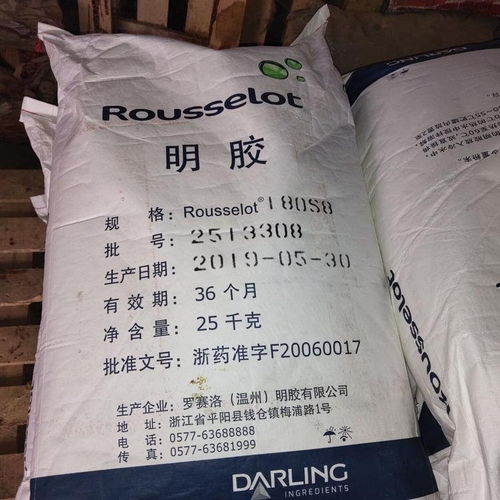 Rousselot
明 胶
规 格: Rousselot® 180S8
批 号: 2513308
生产日期: 2019-05-30
有 效 期: 36 个月
净 含 量: 25 千克
批准文号: 浙药准字F20060017
生产企业: 罗赛洛（温州）明胶有限公司
地 址: 浙江省平阳县钱仓镇梅浦路1号
电 话: 0577-63688888
传 真: 0577-63681999
DARLING
INGREDIENTS
Rousselot
DARLING